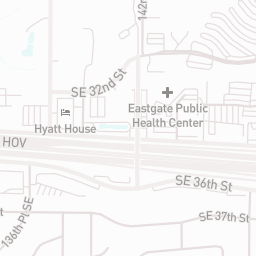 142n
SE 32nd St
Eastgate Public
Health Center
Hyatt House
HOV
SE 36th St
SE 37th St
136th Pl SE